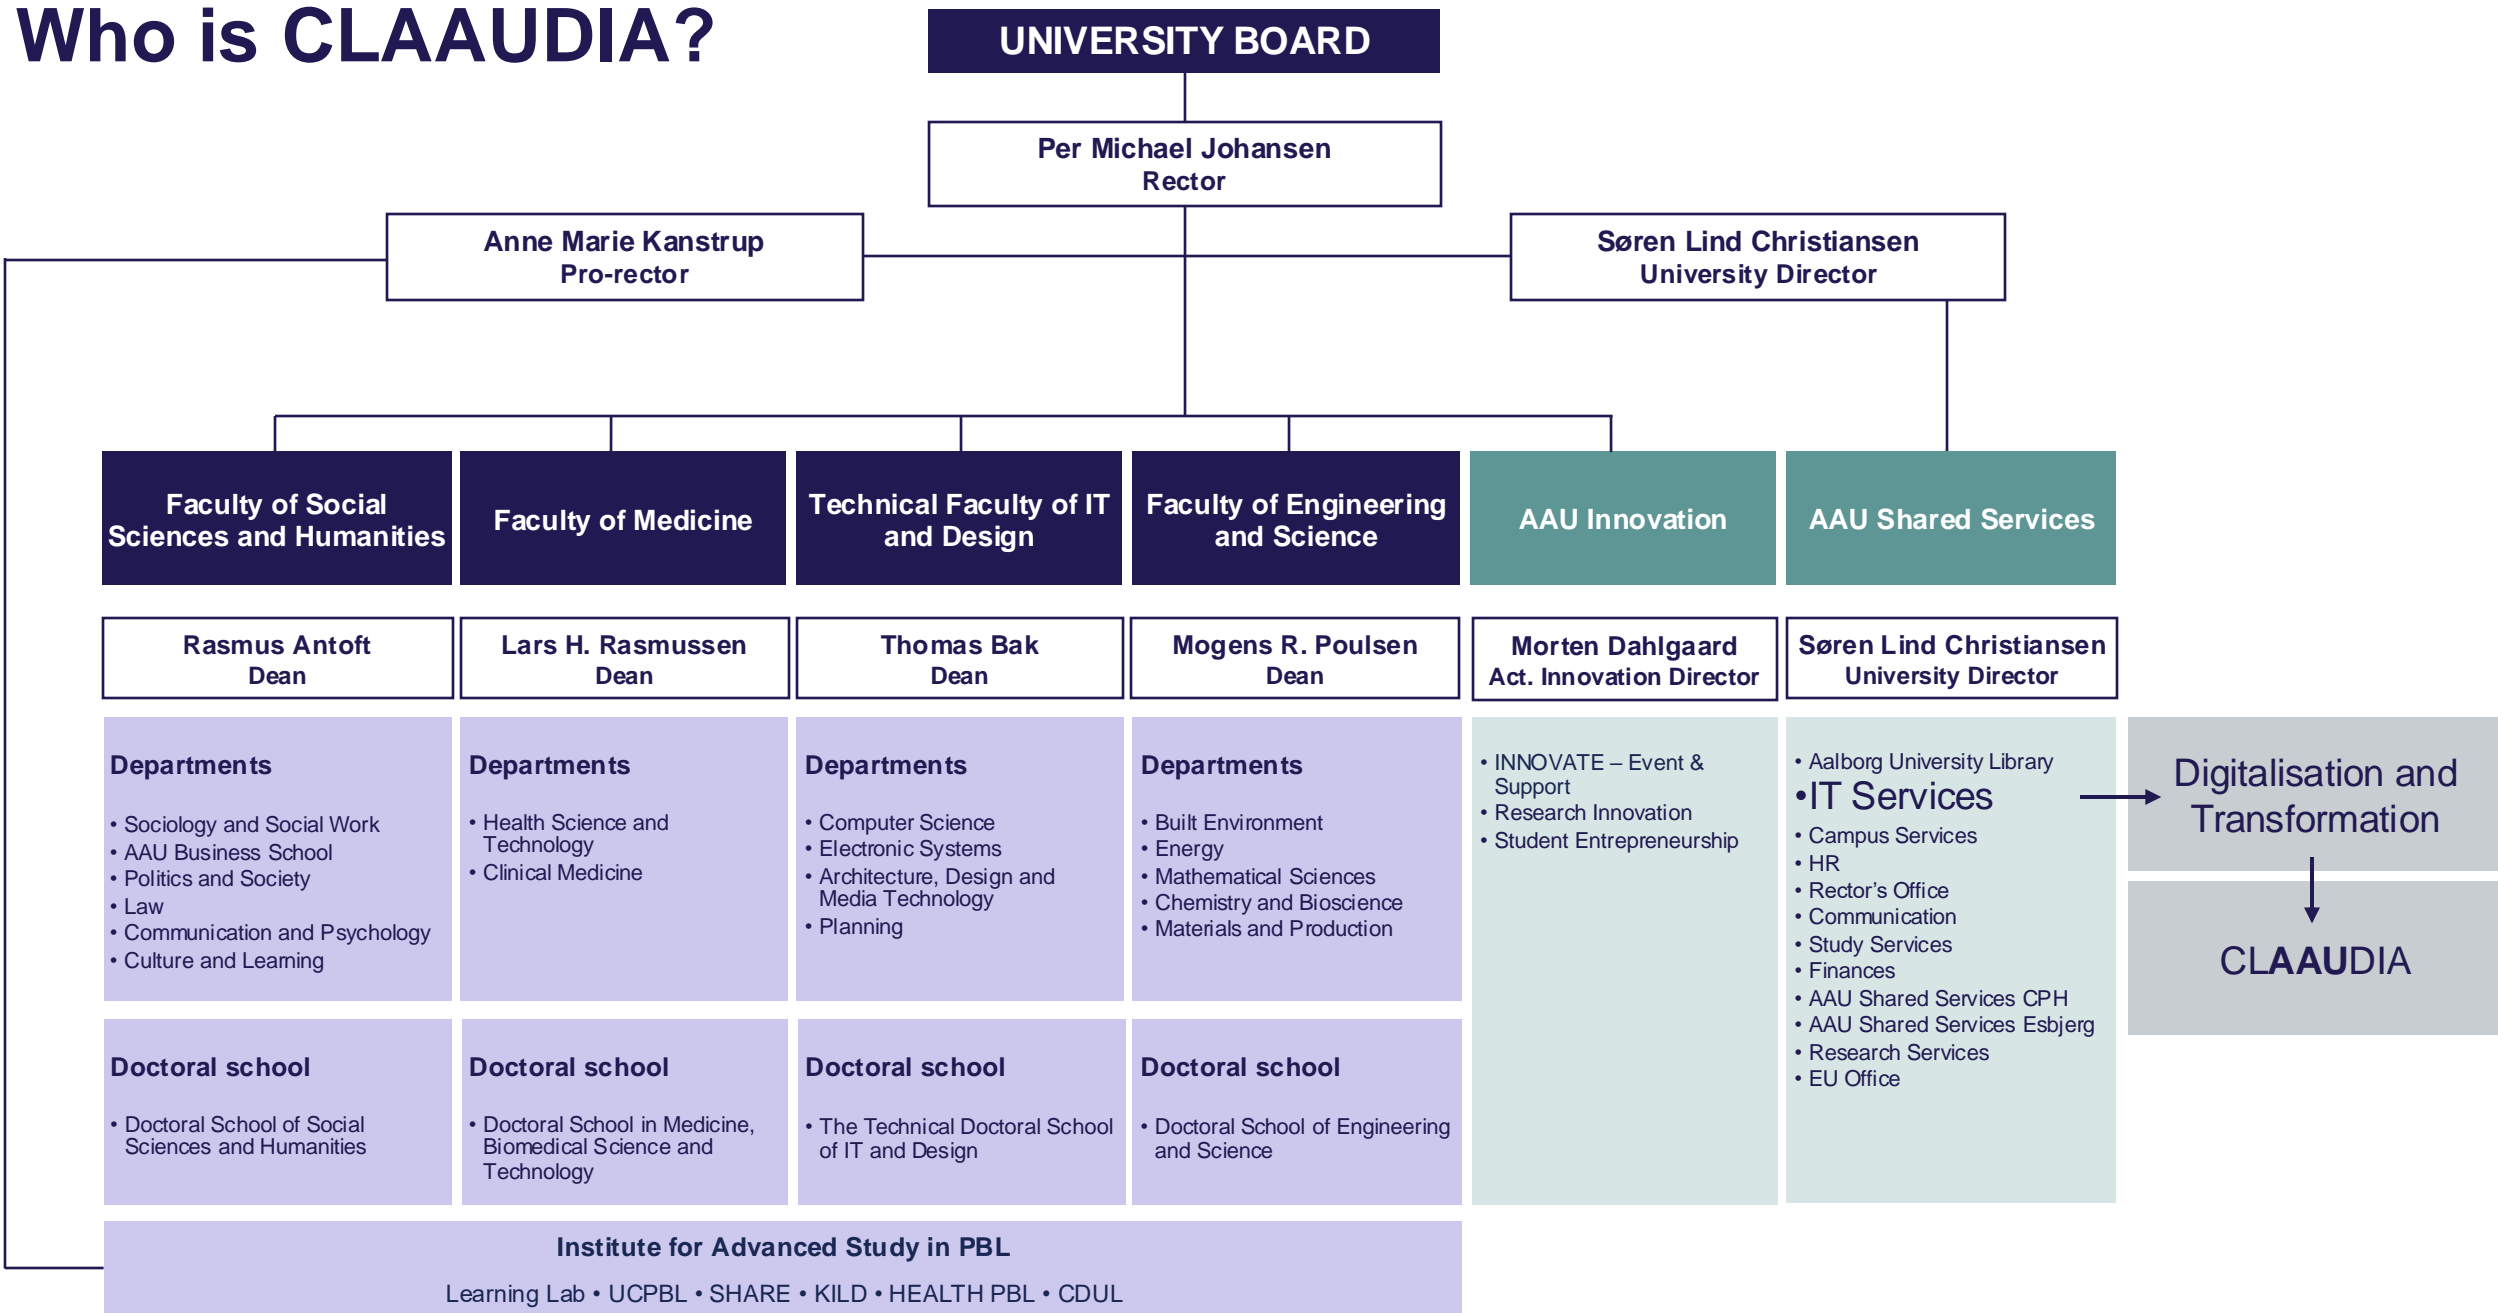 Who is CLAAUDIA?
UNIVERSITY BOARD
Per Michael Johansen
Rector
Anne Marie Kanstrup
Pro-rector
Søren Lind Christiansen
University Director
Faculty of Social
Sciences and Humanities
Faculty of Medicine
Technical Faculty of IT
and Design
Faculty of Engineering
and Science
AAU Innovation
AAU Shared Services
Rasmus Antoft
Dean
Lars H. Rasmussen
Dean
Thomas Bak
Dean
Mogens R. Poulsen
Dean
Morten Dahlgaard
Act. Innovation Director
Søren Lind Christiansen
University Director
Departments
• Sociology and Social Work
• AAU Business School
• Politics and Society
• Law
• Communication and Psychology
• Culture and Learning
Departments
• Health Science and
Technology
• Clinical Medicine
Departments
• Computer Science
• Electronic Systems
• Architecture, Design and
Media Technology
• Planning
Departments
• Built Environment
• Energy
• Mathematical Sciences
• Chemistry and Bioscience
• Materials and Production
• INNOVATE – Event &
Support
• Research Innovation
• Student Entrepreneurship
• Aalborg University Library
•IT Services
• Campus Services
• HR
• Rector’s Office
• Communication
• Study Services
• Finances
• AAU Shared Services CPH
• AAU Shared Services Esbjerg
• Research Services
• EU Office
Digitalisation and
Transformation
CLAAUDIA
Doctoral school
• Doctoral School of Social
Sciences and Humanities
Doctoral school
• Doctoral School in Medicine,
Biomedical Science and
Technology
Doctoral school
• The Technical Doctoral School
of IT and Design
Doctoral school
• Doctoral School of Engineering
and Science
Institute for Advanced Study in PBL
Learning Lab • UCPBL • SHARE • KILD • HEALTH PBL • CDUL